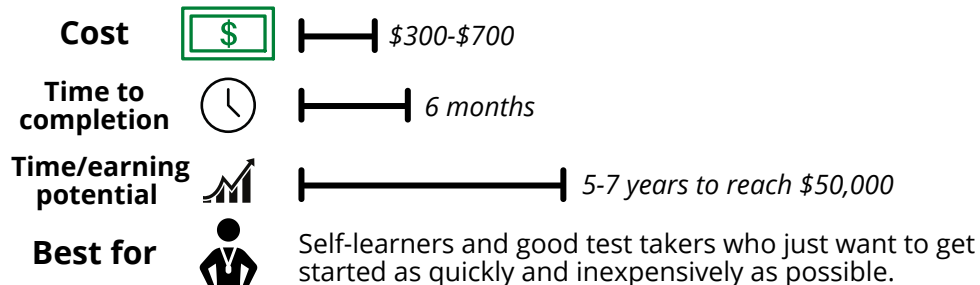 Cost $ $300-$700
Time to
completion
6 months
Time/earning
potential
5-7 years to reach $50,000
Best for
Self-learners and good test takers who just want to get
started as quickly and inexpensively as possible.